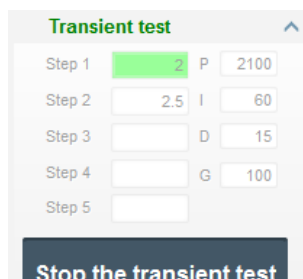 Transient test
Step 1 2 P 2100
Step 2 2.5 I 60
Step 3 D 15
Step 4 G 100
Step 5
Stop the transient test